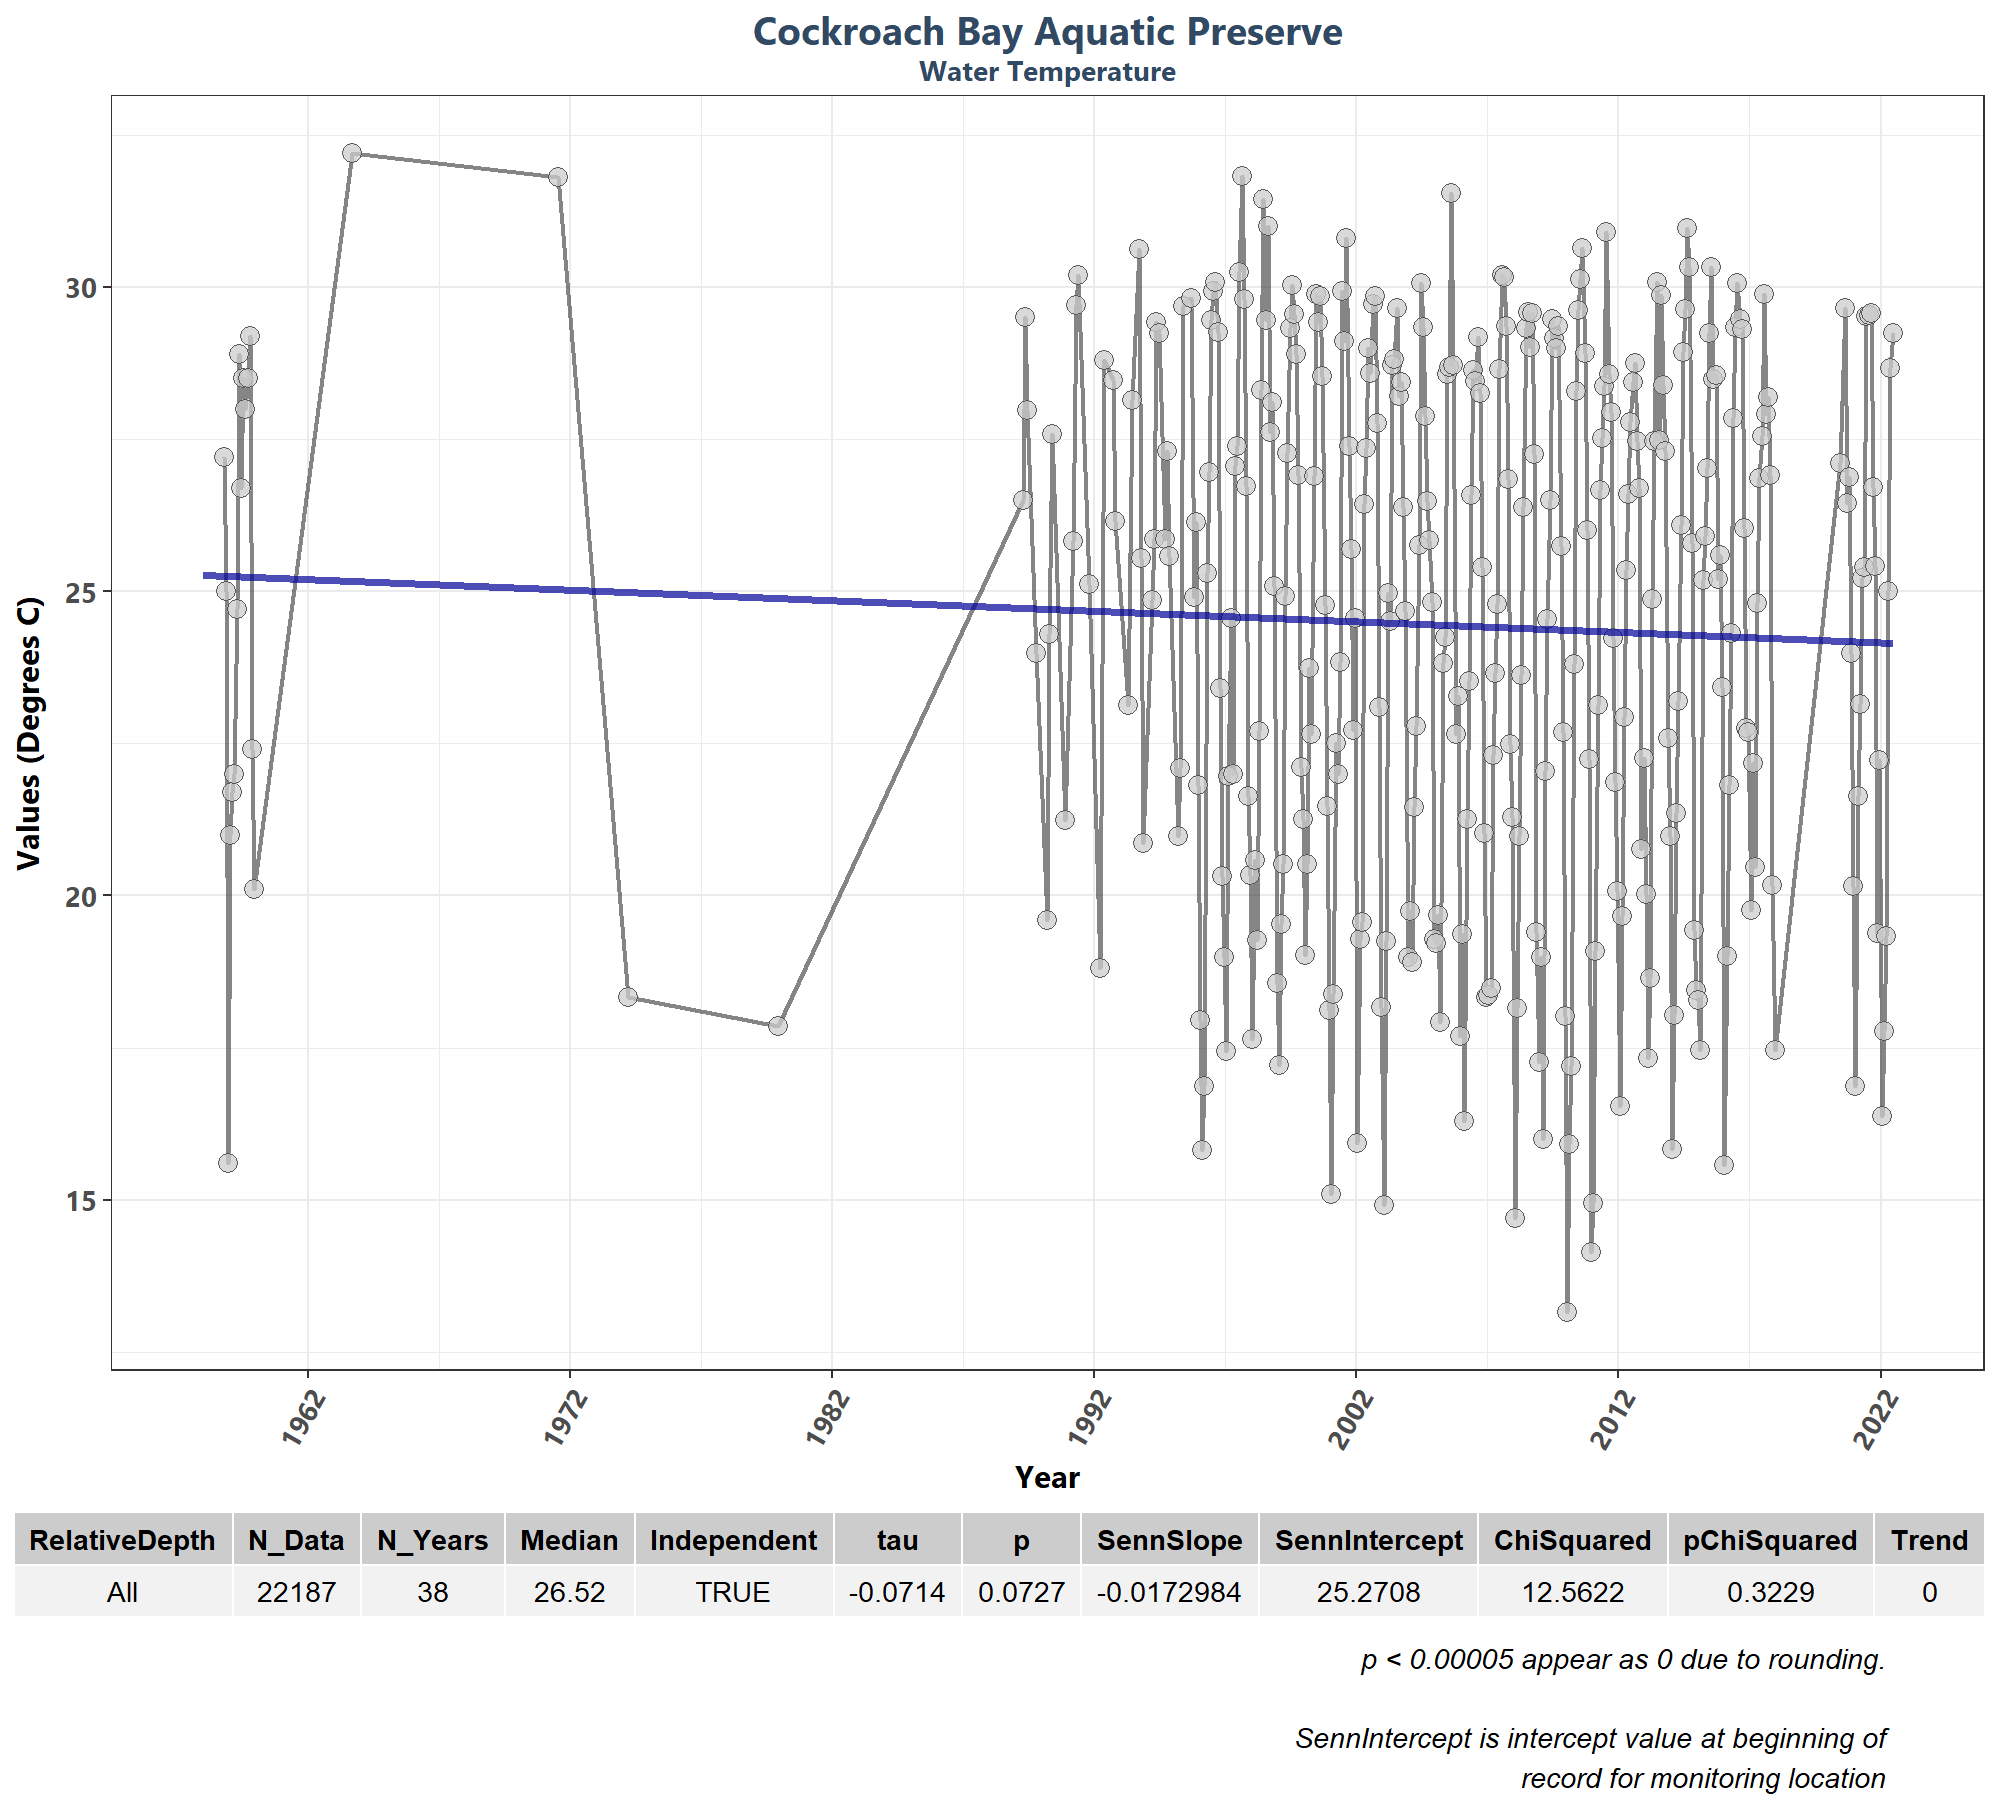 Cockroach Bay Aquatic Preserve
Water Temperature
Values (Degrees C)
30
25
20
15
1962 1972 1982 1992 2002 2012 2022
Year
RelativeDepth N_Data N_Years Median Independent tau p SennSlope SennIntercept ChiSquared pChiSquared Trend
All 22187 38 26.52 TRUE -0.0714 0.0727 -0.0172984 25.2708 12.5622 0.3229 0
p < 0.00005 appear as 0 due to rounding.
SennIntercept is intercept value at beginning of
record for monitoring location